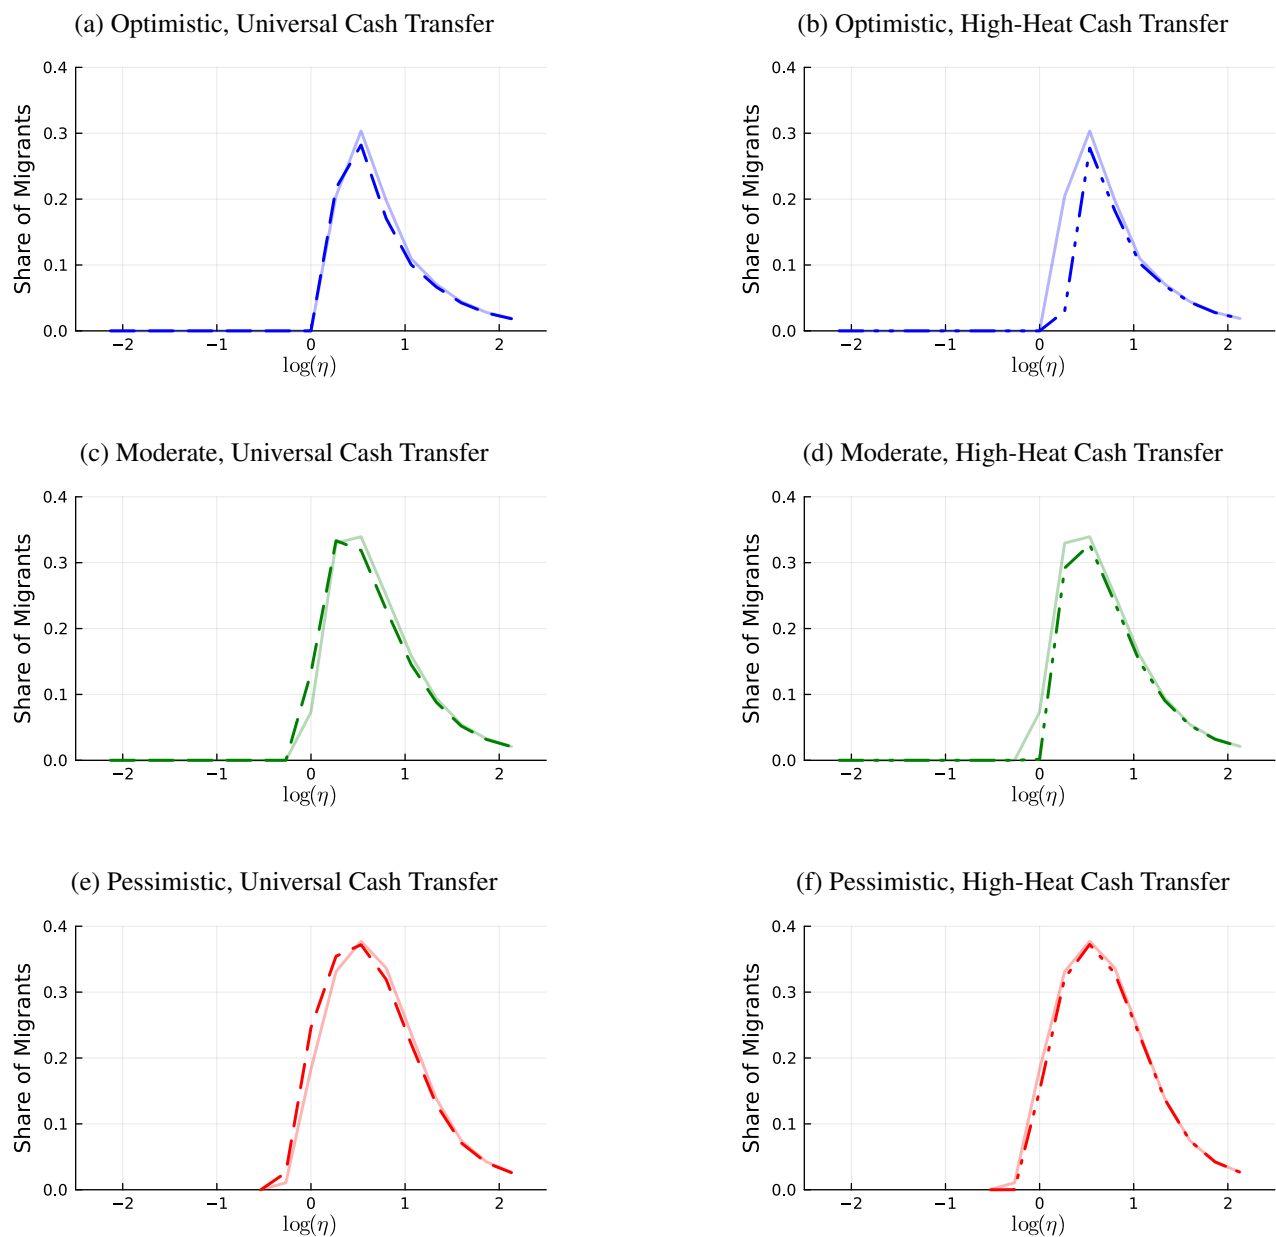 (a) Optimistic, Universal Cash Transfer
0.4
0.3
0.2
0.1
0.0
Share of Migrants
−2 −1 0 1 2
log(η)
(b) Optimistic, High-Heat Cash Transfer
0.4
0.3
0.2
0.1
0.0
Share of Migrants
−2 −1 0 1 2
log(η)
(c) Moderate, Universal Cash Transfer
0.4
0.3
0.2
0.1
0.0
Share of Migrants
−2 −1 0 1 2
log(η)
(d) Moderate, High-Heat Cash Transfer
0.4
0.3
0.2
0.1
0.0
Share of Migrants
−2 −1 0 1 2
log(η)
(e) Pessimistic, Universal Cash Transfer
0.4
0.3
0.2
0.1
0.0
Share of Migrants
−2 −1 0 1 2
log(η)
(f) Pessimistic, High-Heat Cash Transfer
0.4
0.3
0.2
0.1
0.0
Share of Migrants
−2 −1 0 1 2
log(η)